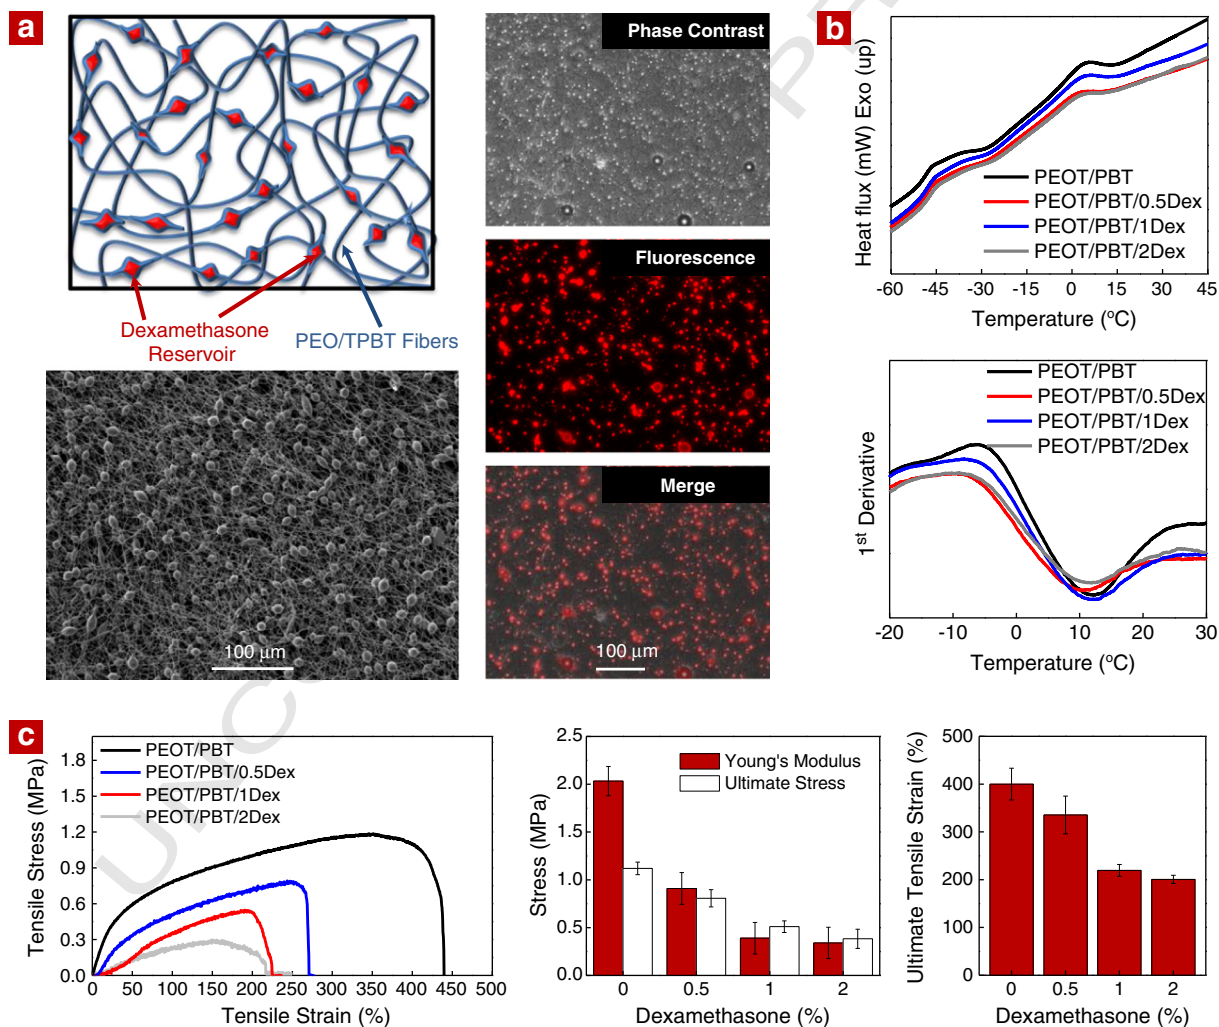 a
Phase Contrast
Fluorescence
Merge
100 µm
Dexamethasone
Reservoir
PEO/TPBT Fibers
100 µm
b
Heat flux (mW) Exo (up)
PEOT/PBT
PEOT/PBT/0.5Dex
PEOT/PBT/1Dex
PEOT/PBT/2Dex
-60 -45 -30 -15 0 15 30 45
Temperature (ºC)
1st Derivative
PEOT/PBT
PEOT/PBT/0.5Dex
PEOT/PBT/1Dex
PEOT/PBT/2Dex
-20 -10 0 10 20 30
Temperature (ºC)
c
Tensile Stress (MPa)
1.8
1.5
1.2
0.9
0.6
0.3
0.0
PEOT/PBT
PEOT/PBT/0.5Dex
PEOT/PBT/1Dex
PEOT/PBT/2Dex
0 50 100 150 200 250 300 350 400 450 500
Tensile Strain (%)
Stress (MPa)
2.5
2.0
1.5
1.0
0.5
0.0
Young's Modulus
Ultimate Stress
0 0.5 1 2
Dexamethasone (%)
Ultimate Tensile Strain (%)
500
400
300
200
100
0
0 0.5 1 2
Dexamethasone (%)